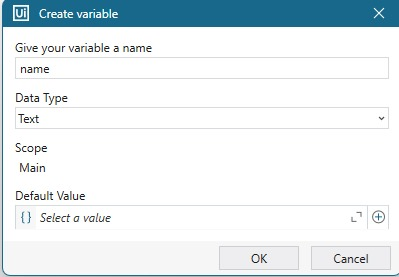 Ui Create variable
Give your variable a name
name
Data Type
Text
Scope
Main
Default Value
{} Select a value
OK Cancel